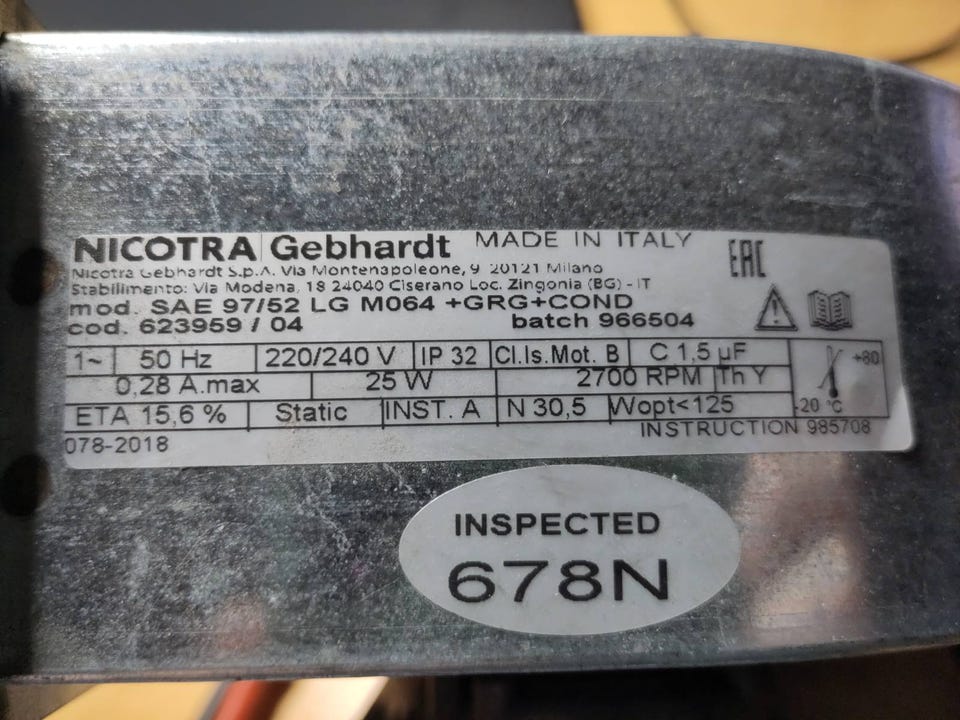 NICOTRA Gebhardt MADE IN ITALY EAC
Nicotra Gebhardt S.p.A. Via Montenapoleone, 9 20121 Milano
Stabilimento: Via Modena, 18 24040 Ciserano Loc. Zingonia (BG) - IT
mod. SAE 97/52 LG M064 +GRG+COND
cod. 623959 / 04 batch 966504
1~ 50 Hz 220/240 V IP 32 Cl.Is.Mot. B C 1,5 µF
0,28 A.max 25 W 2700 RPM Th Y
+80
-20 °C
ETA 15,6 % Static INST. A N 30,5 Wopt<125
INSTRUCTION 985708
078-2018
INSPECTED
678N